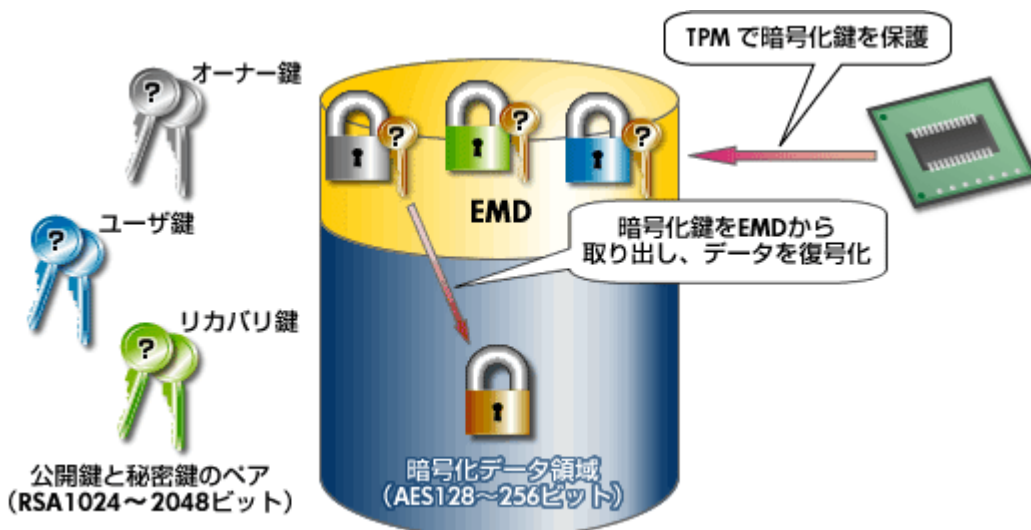 TPM で暗号化鍵を保護
オーナー鍵
?
?
?
?
EMD
ユーザ鍵
?
暗号化鍵をEMDから
取り出し、データを復号化
リカバリ鍵
?
公開鍵と秘密鍵のペア
（RSA1024～2048ビット）
暗号化データ領域
（AES128～256ビット）